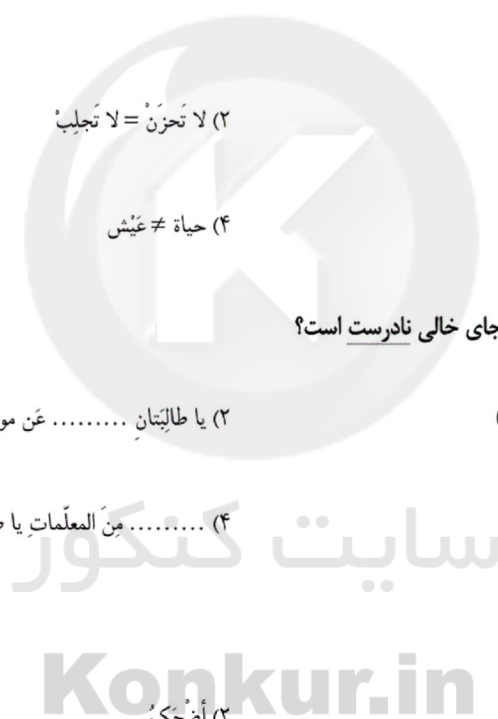 ۲) لا تَحزَنْ = لا تَجلِبْ
۴) حیاة ≠ عَیْش
جای خالی نادرست است؟
۲) یا طالِبَتانِ ......... عَن
۴) ......... مِنَ المعلّماتِ یا
سایت کنکور
Konkur.in
۲)